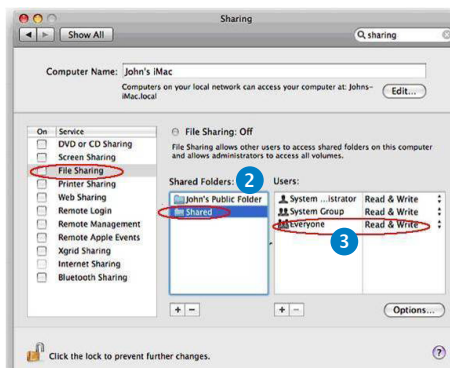 Sharing
Show All
sharing
Computer Name: John's iMac
Computers on your local network can access your computer at: Johns-
iMac.local
Edit...
On Service
DVD or CD Sharing
Screen Sharing
File Sharing
Printer Sharing
Web Sharing
Remote Login
Remote Management
Remote Apple Events
Xgrid Sharing
Internet Sharing
Bluetooth Sharing
File Sharing: Off
File Sharing allows other users to access shared folders on this computer
and allows administrators to access all volumes.
Shared Folders: 2 Users:
John's Public Folder
Shared
System ...istrator Read & Write
System Group Read & Write
Everyone Read & Write
3
+ −
+ −
Options...
Click the lock to prevent further changes.
?